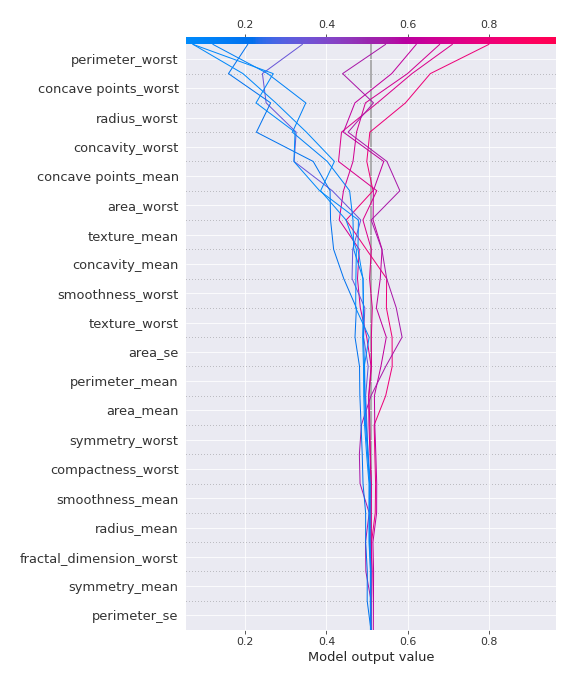 0.2 0.4 0.6 0.8
perimeter_worst
concave points_worst
radius_worst
concavity_worst
concave points_mean
area_worst
texture_mean
concavity_mean
smoothness_worst
texture_worst
area_se
perimeter_mean
area_mean
symmetry_worst
compactness_worst
smoothness_mean
radius_mean
fractal_dimension_worst
symmetry_mean
perimeter_se
0.2 0.4 0.6 0.8
Model output value